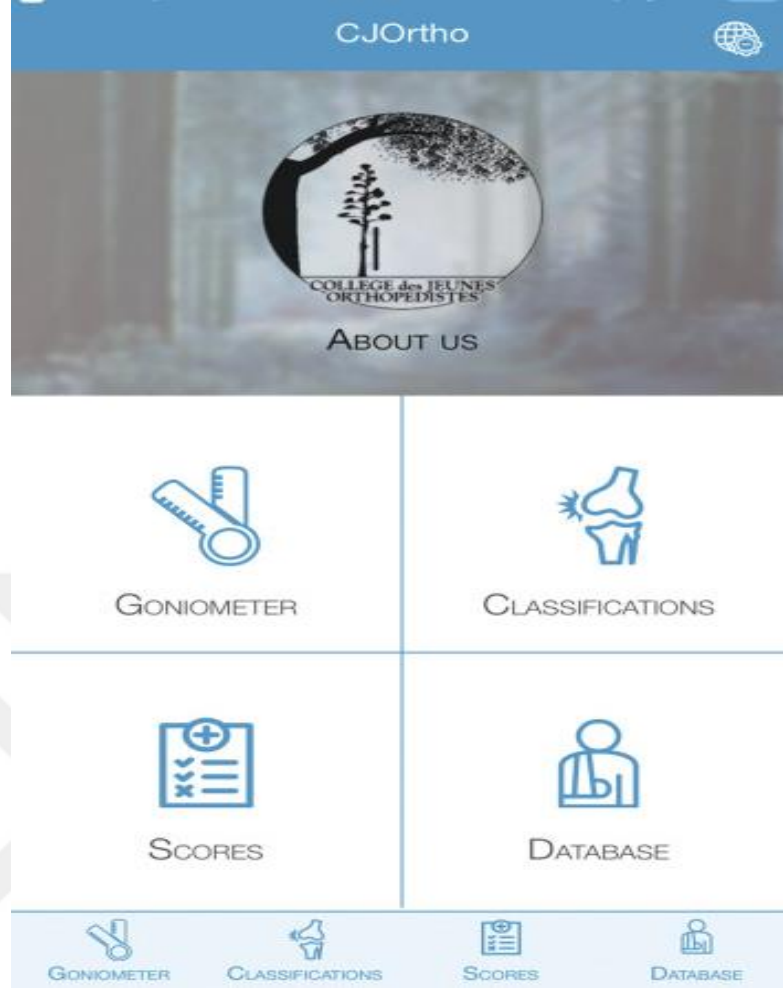 CJOrtho
COLLEGE des JEUNES
ORTHOPEDISTES
ABOUT US
GONIOMETER
CLASSIFICATIONS
SCORES
DATABASE
GONIOMETER
CLASSIFICATIONS
SCORES
DATABASE